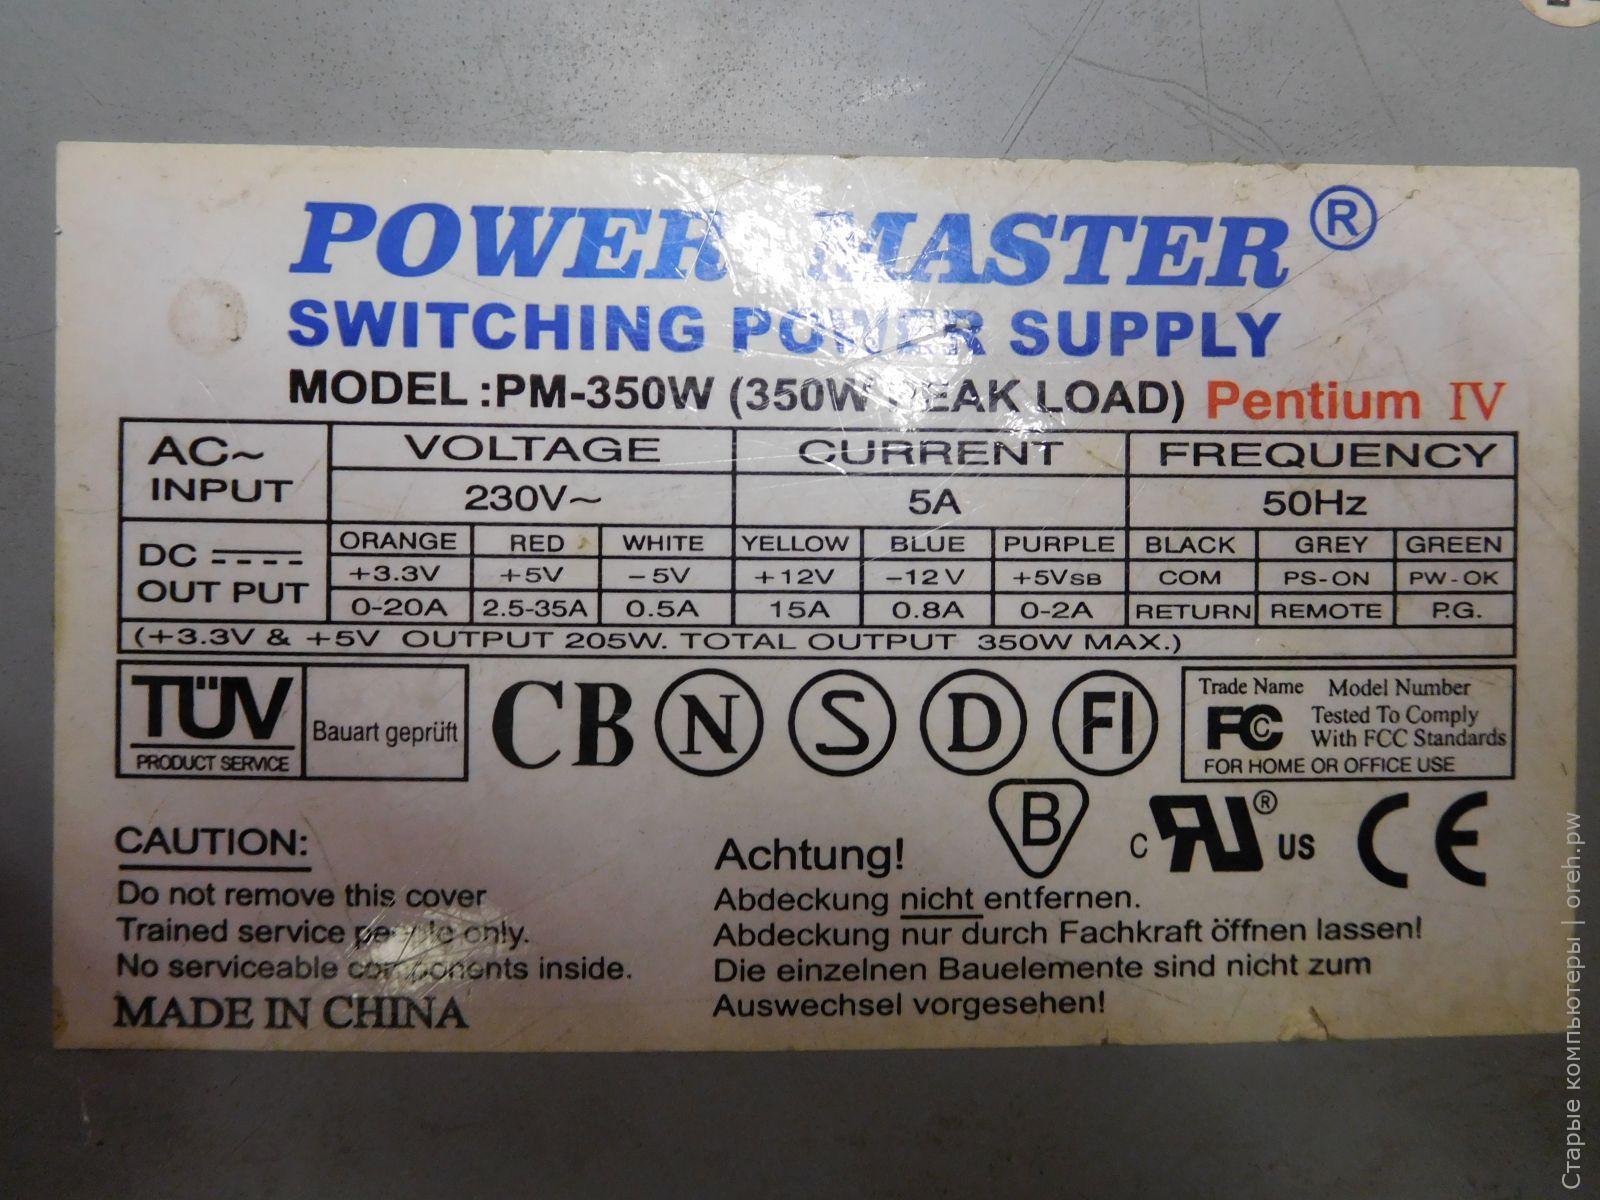 POWER MASTER ®
SWITCHING POWER SUPPLY
MODEL :PM-350W (350W PEAK LOAD) Pentium IV
AC~ INPUT VOLTAGE CURRENT FREQUENCY
230V~ 5A 50Hz
DC OUT PUT ORANGE RED WHITE YELLOW BLUE PURPLE BLACK GREY GREEN
+3.3V +5V -5V +12V -12V +5VSB COM PS-ON PW-OK
0-20A 2.5-35A 0.5A 15A 0.8A 0-2A RETURN REMOTE P.G.
(+3.3V & +5V OUTPUT 205W. TOTAL OUTPUT 350W MAX.)
TÜV
PRODUCT SERVICE
Bauart geprüft
CB N S D FI
Trade Name Model Number
FC Tested To Comply
With FCC Standards
FOR HOME OR OFFICE USE
B c RU ® US CE
CAUTION:
Do not remove this cover
Trained service people only.
No serviceable components inside.
MADE IN CHINA
Achtung!
Abdeckung nicht entfernen.
Abdeckung nur durch Fachkraft öffnen lassen!
Die einzelnen Bauelemente sind nicht zum
Auswechsel vorgesehen!
Старые компьютеры | oreh.pw